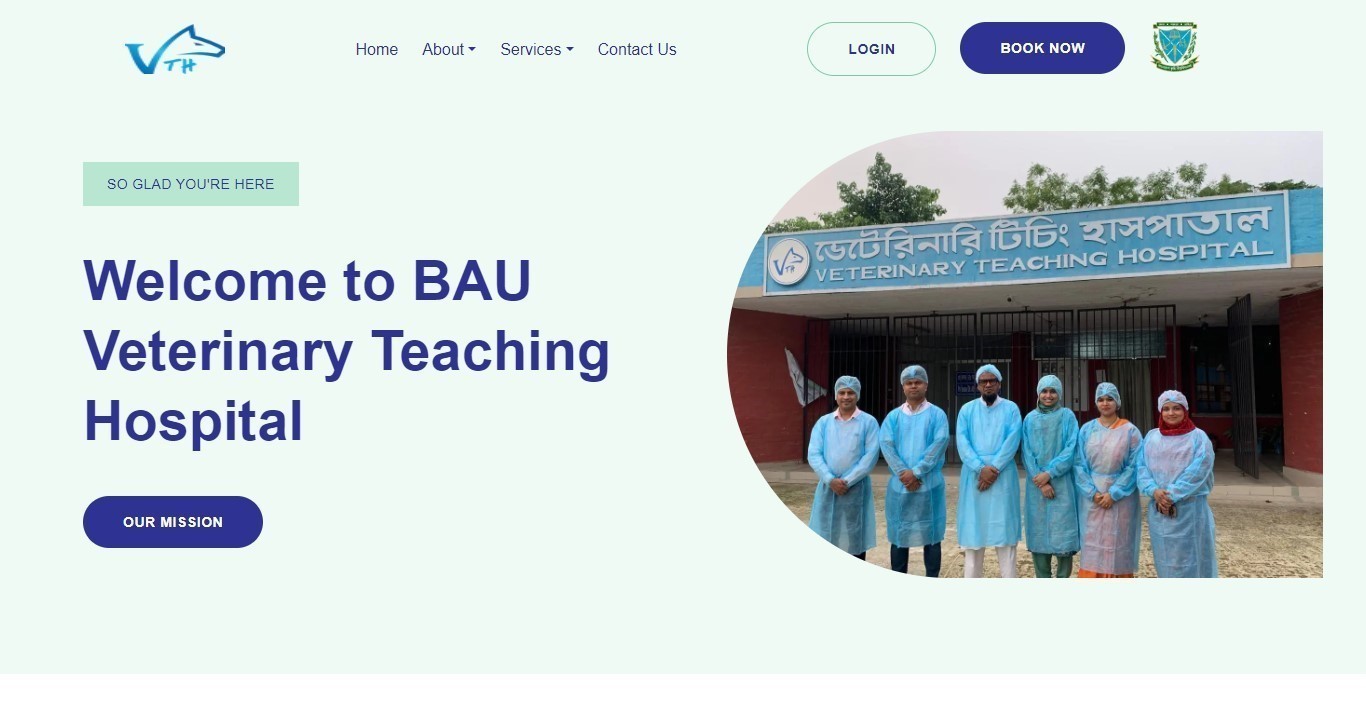 VTH
Home About Services Contact Us
LOGIN
BOOK NOW
SO GLAD YOU'RE HERE
Welcome to BAU
Veterinary Teaching
Hospital
OUR MISSION
ভেটেরিনারি টিচিং হাসপাতাল
VETERINARY TEACHING HOSPITAL
VTH